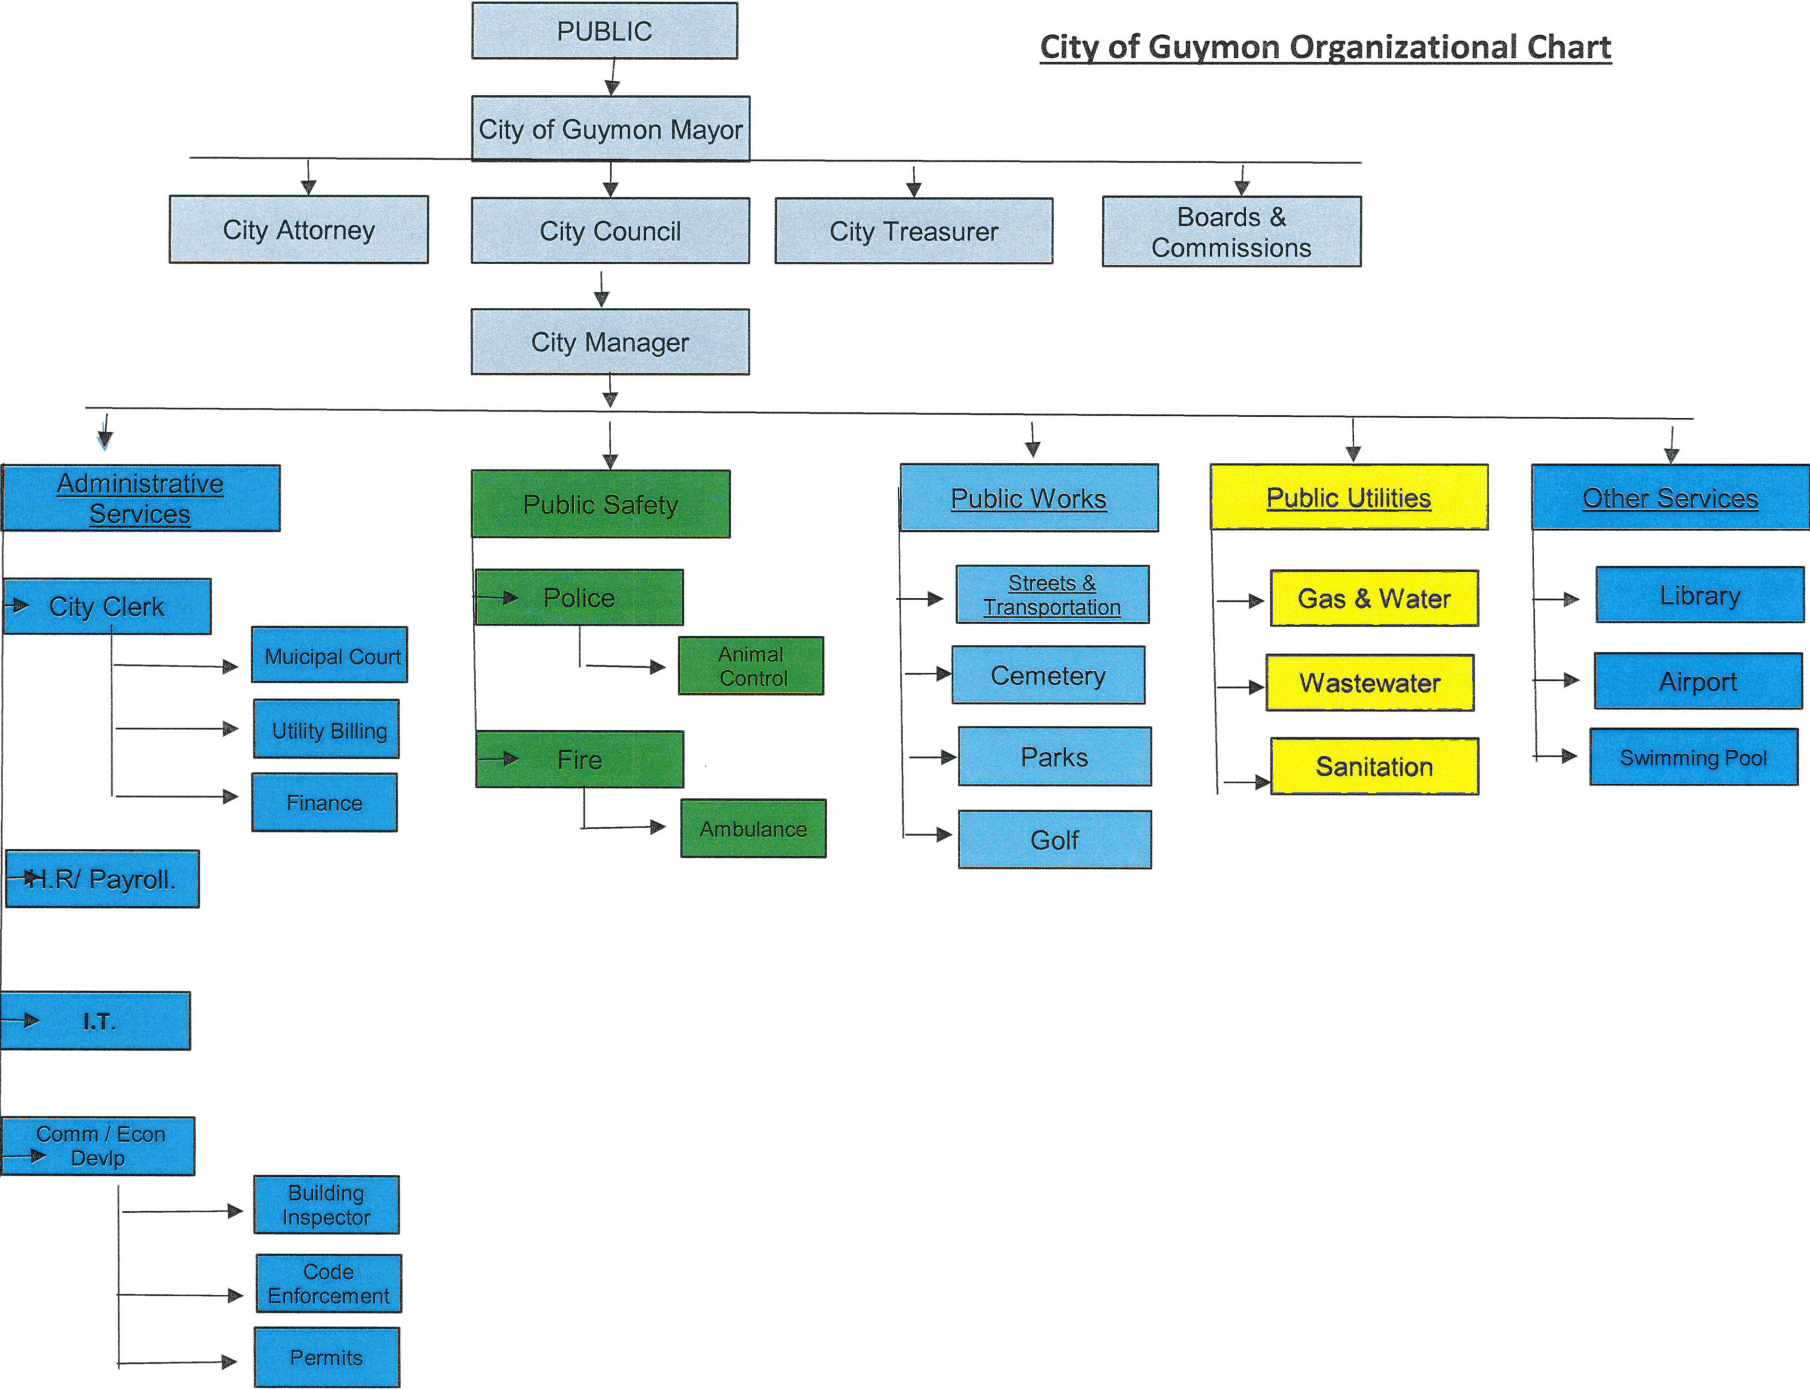 PUBLIC
City of Guymon Organizational Chart
City of Guymon Mayor
City Attorney
City Council
City Treasurer
Boards &
Commissions
City Manager
Administrative
Services
Public Safety
Public Works
Public Utilities
Other Services
City Clerk
Muicipal Court
Utility Billing
Finance
H.R/ Payroll.
I.T.
Comm / Econ
Devlp
Building
Inspector
Code
Enforcement
Permits
Police
Animal
Control
Fire
Ambulance
Streets &
Transportation
Cemetery
Parks
Golf
Gas & Water
Wastewater
Sanitation
Library
Airport
Swimming Pool